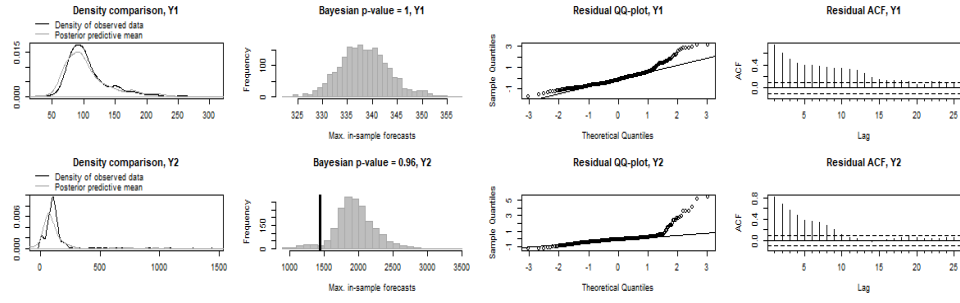 Density comparison, Y1
Density of observed data
Posterior predictive mean
0.000 0.015
50 100 150 200 250 300
Bayesian p-value = 1, Y1
Frequency
0 100
325 330 335 340 345 350 355
Max. in-sample forecasts
Residual QQ-plot, Y1
Sample Quantiles
-1 1 3
-3 -2 -1 0 1 2 3
Theoretical Quantiles
Residual ACF, Y1
ACF
0.0 0.4
5 10 15 20 25
Lag
Density comparison, Y2
Density of observed data
Posterior predictive mean
0.000 0.006
0 500 1000 1500
Bayesian p-value = 0.96, Y2
Frequency
0 150
1000 1500 2000 2500 3000 3500
Max. in-sample forecasts
Residual QQ-plot, Y2
Sample Quantiles
-1 1 3 5
-3 -2 -1 0 1 2 3
Theoretical Quantiles
Residual ACF, Y2
ACF
0.0 0.4 0.8
5 10 15 20 25
Lag